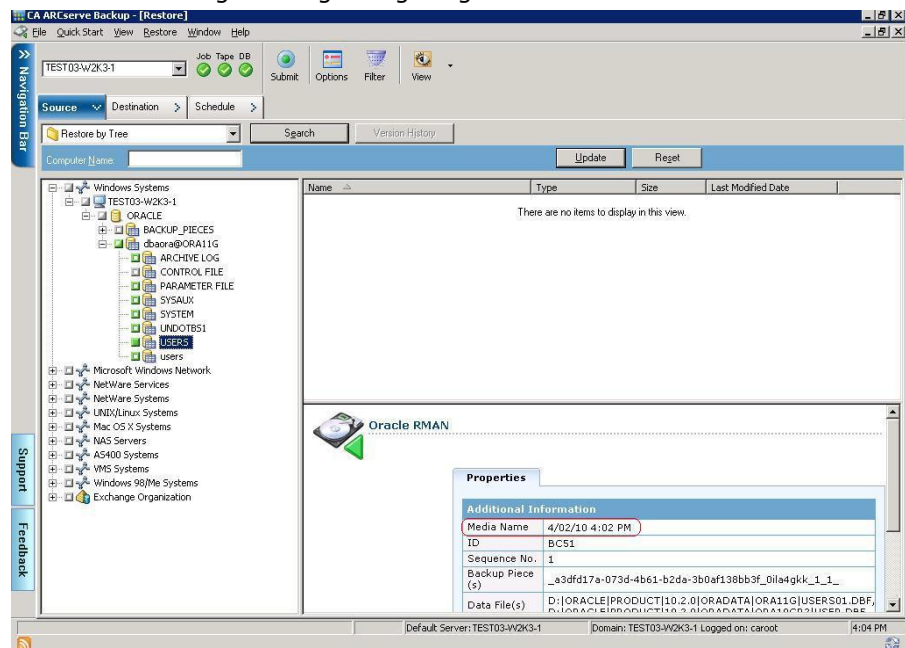 CA ARCserve Backup - [Restore]
File Quick Start View Restore Window Help
Navigation Bar
TEST03-W2K3-1
Job Tape DB
Submit Options Filter View
Source Destination > Schedule >
Restore by Tree Search Version History
Computer Name: Update Reset
Windows Systems
TEST03-W2K3-1
ORACLE
BACKUP_PIECES
dbaora@ORA11G
ARCHIVE LOG
CONTROL FILE
PARAMETER FILE
SYSAUX
SYSTEM
UNDOTBS1
USERS
users
Microsoft Windows Network
NetWare Services
NetWare Systems
UNIX/Linux Systems
Mac OS X Systems
NAS Servers
AS400 Systems
VMS Systems
Windows 98/Me Systems
Exchange Organization
Support
Feedback
Name Type Size Last Modified Date
There are no items to display in this view.
Oracle RMAN
Properties
Additional Information
Media Name 4/02/10 4:02 PM
ID BC51
Sequence No. 1
Backup Piece
(s) _a3dfd17a-073d-4b61-b2da-3b0af138bb3f_0ila4gkk_1_1_
Data File(s) D:|ORACLE|PRODUCT|10.2.0|ORADATA|ORA11G|USERS01.DBF,
Default Server: TEST03-W2K3-1 Domain: TEST03-W2K3-1 Logged on: caroot 4:04 PM